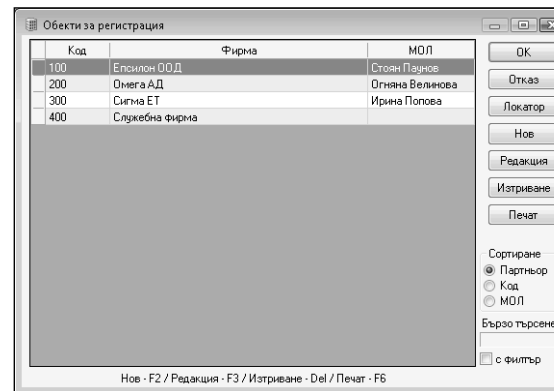 Обекти за регистрация
Код Фирма МОЛ
100 Епсилон ООД Стоян Паунов
200 Омега АД Огняна Велинова
300 Сигма ЕТ Ирина Попова
400 Служебна фирма
OK
Отказ
Локатор
Нов
Редакция
Изтриване
Печат
Сортиране
Партньор
Код
МОЛ
Бързо търсене
с филтър
Нов - F2 / Редакция - F3 / Изтриване - Del / Печат - F6